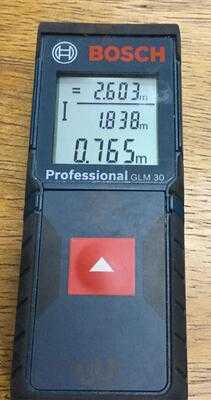 BOSCH
= 2.603m
1.838m
0.765m
Professional GLM 30